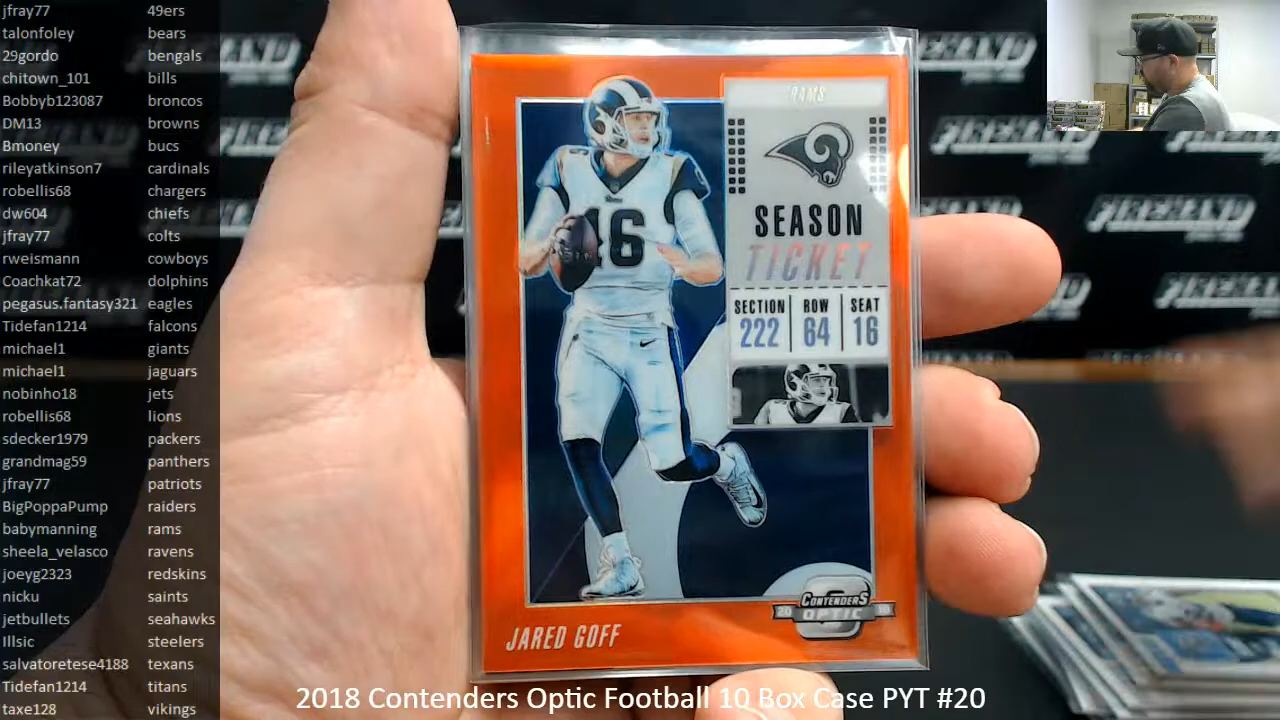 jfray77 49ers
talonfoley bears
29gordo bengals
chitown_101 bills
Bobbyb123087 broncos
DM13 browns
Bmoney bucs
rileyatkinson7 cardinals
robellis68 chargers
dw604 chiefs
jfray77 colts
rweismann cowboys
Coachkat72 dolphins
pegasus.fantasy321 eagles
Tidefan1214 falcons
michael1 giants
michael1 jaguars
nobinho18 jets
robellis68 lions
sdecker1979 packers
grandmag59 panthers
jfray77 patriots
BigPoppaPump raiders
babymanning rams
sheela_velasco ravens
joeyg2323 redskins
nicku saints
jetbullets seahawks
Illsic steelers
salvatoretese4188 texans
Tidefan1214 titans
taxe128 vikings
RAMS
SEASON
TICKET
SECTION ROW SEAT
222 64 16
16
CONTENDERS
20 OPTIC 18
JARED GOFF
2018 Contenders Optic Football 10 Box Case PYT #20